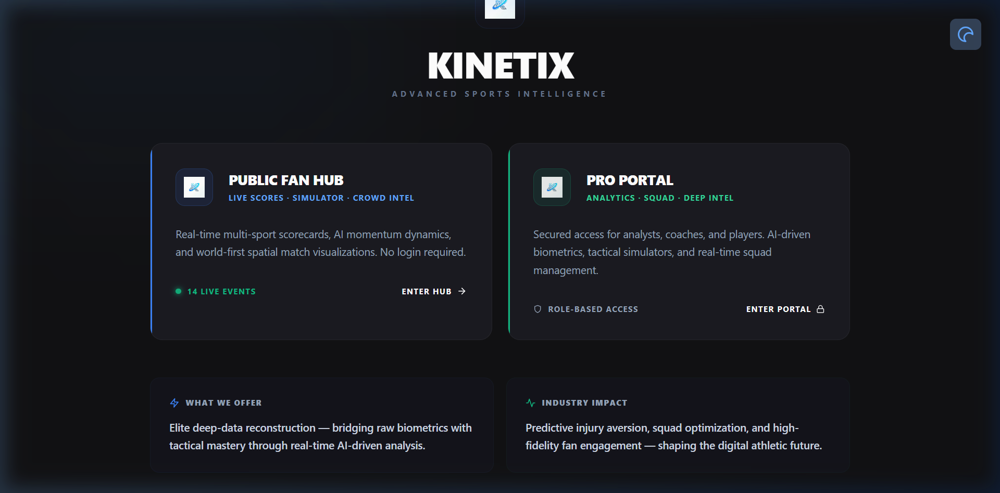 KINETIX
ADVANCED SPORTS INTELLIGENCE
PUBLIC FAN HUB
LIVE SCORES · SIMULATOR · CROWD INTEL
Real-time multi-sport scorecards, AI momentum dynamics,
and world-first spatial match visualizations. No login required.
14 LIVE EVENTS
ENTER HUB
PRO PORTAL
ANALYTICS · SQUAD · DEEP INTEL
Secured access for analysts, coaches, and players. AI-driven
biometrics, tactical simulators, and real-time squad
management.
ROLE-BASED ACCESS
ENTER PORTAL
WHAT WE OFFER
Elite deep-data reconstruction — bridging raw biometrics with
tactical mastery through real-time AI-driven analysis.
INDUSTRY IMPACT
Predictive injury aversion, squad optimization, and high-
fidelity fan engagement — shaping the digital athletic future.